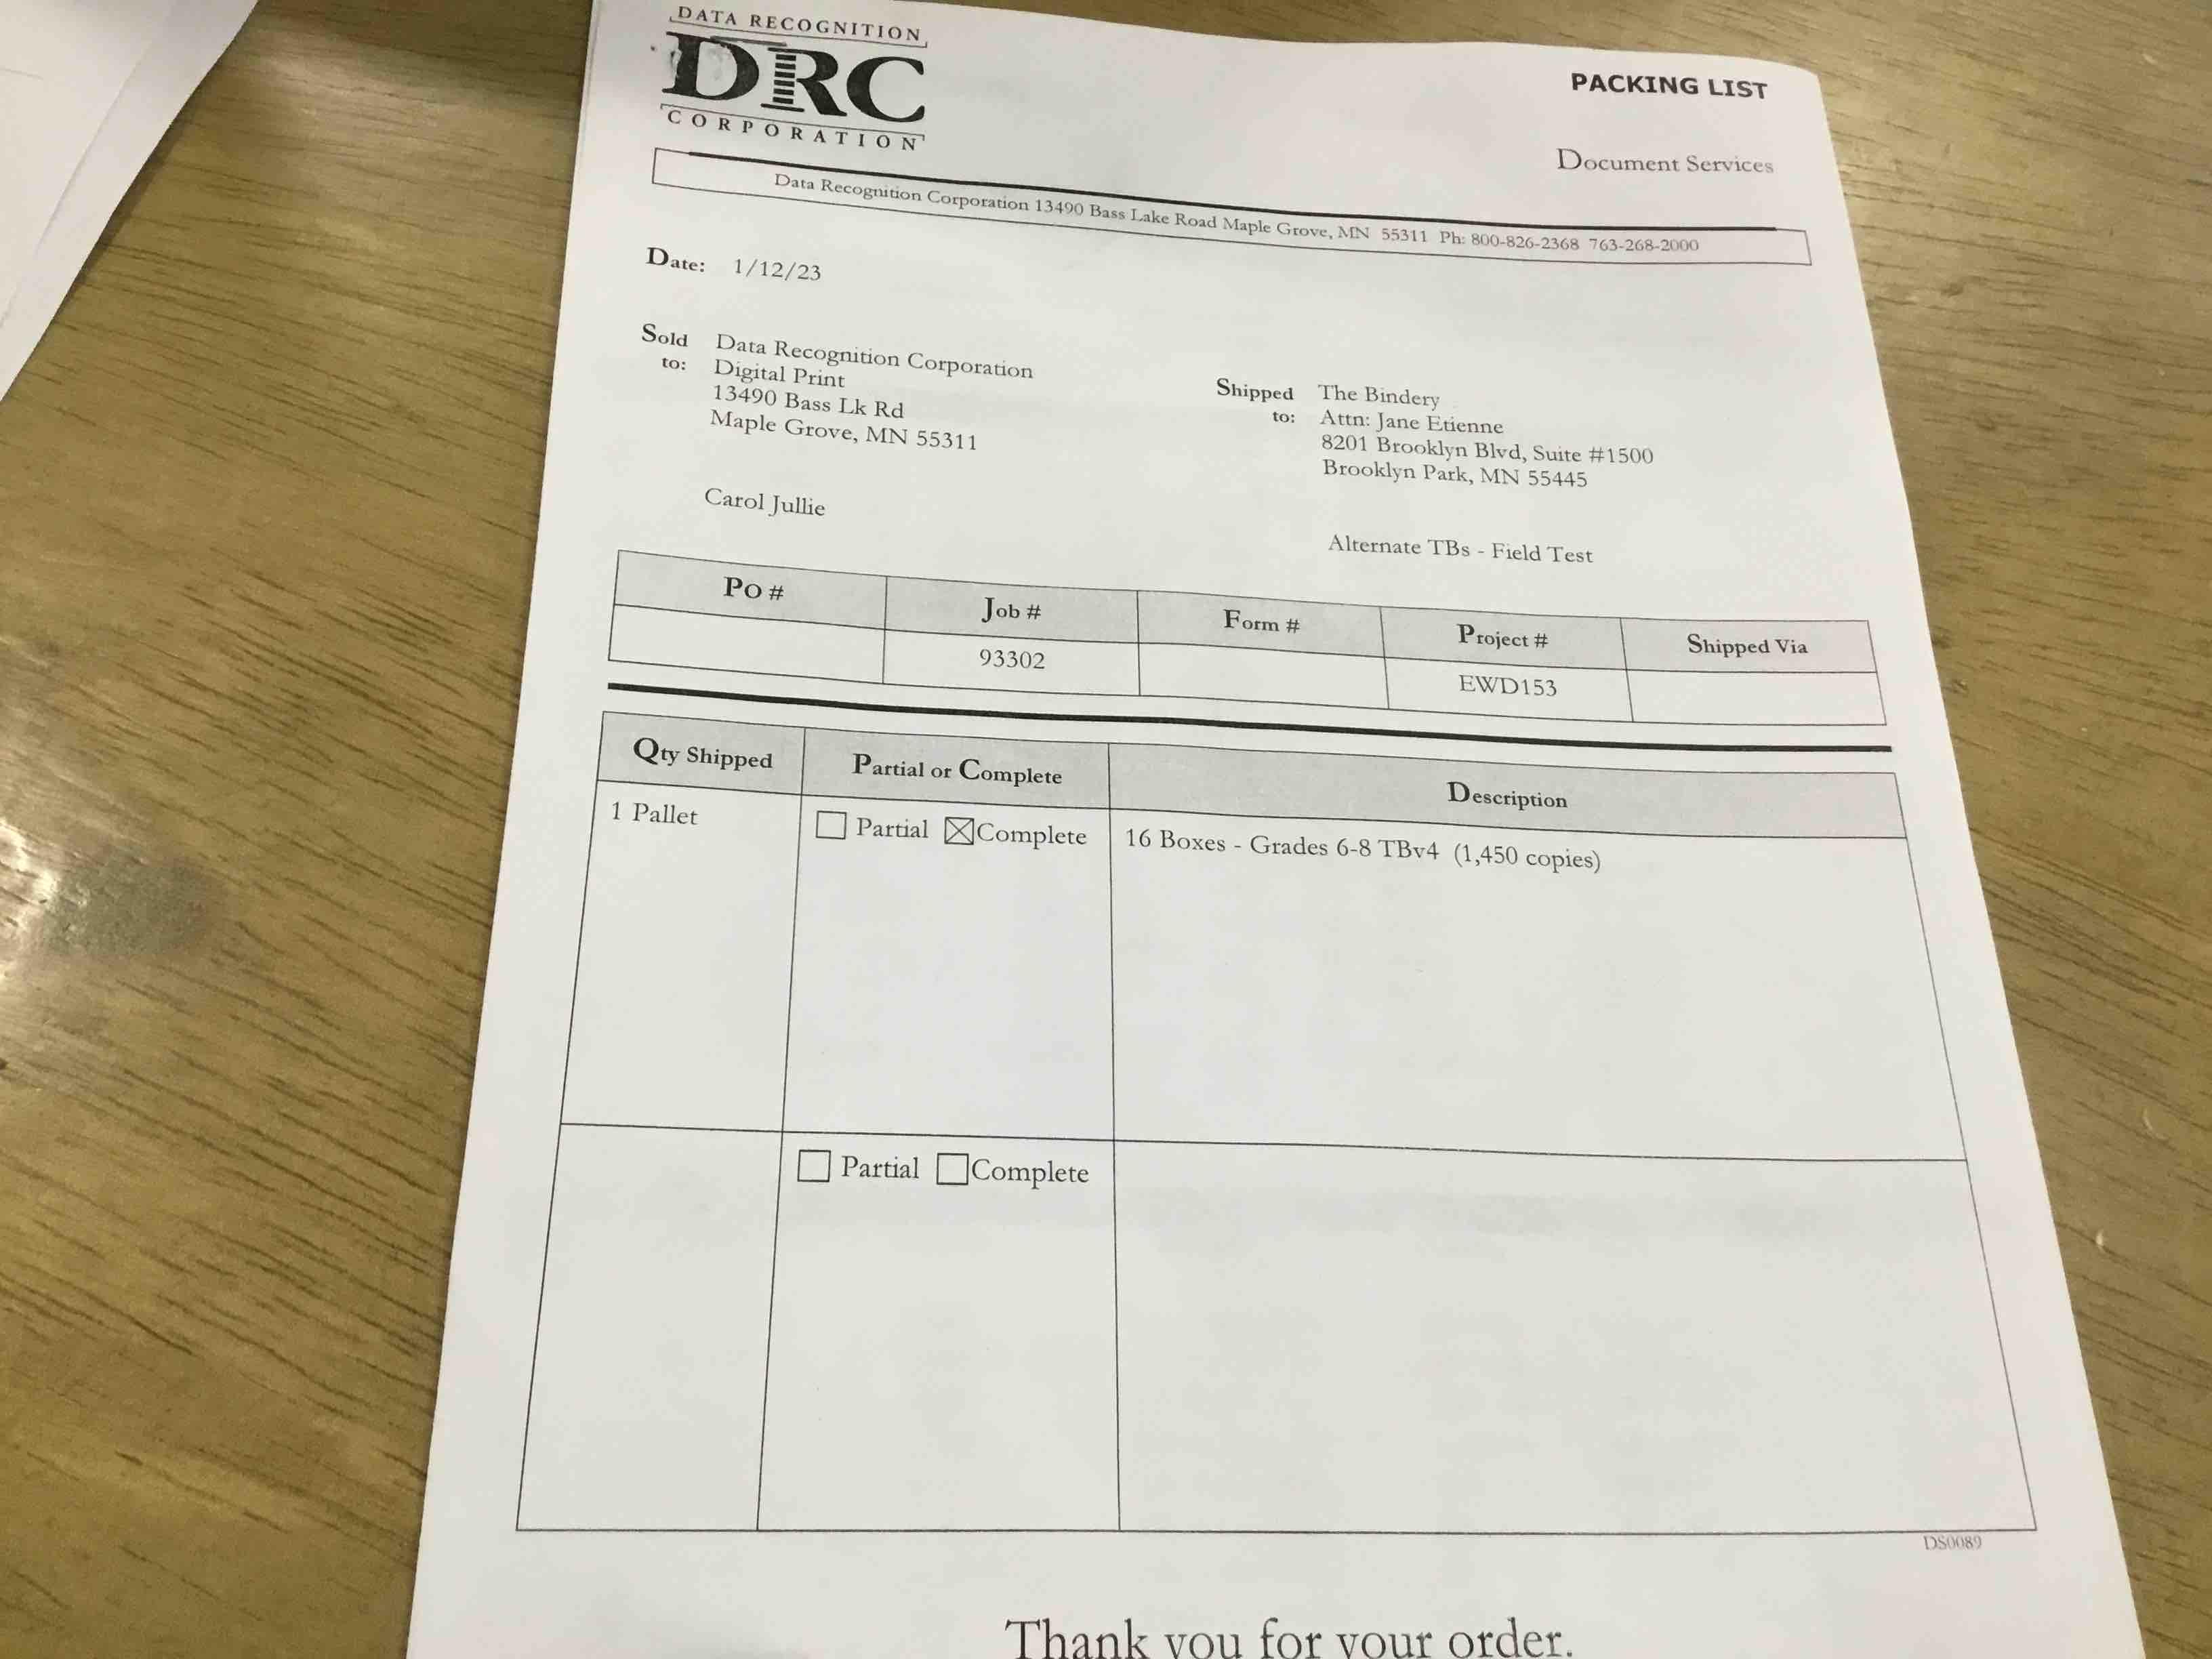 DATA RECOGNITION
DRC
CORPORATION
PACKING LIST
Document Services
Data Recognition Corporation 13490 Bass Lake Road Maple Grove, MN 55311 Ph: 800-826-2368 763-268-2000
Date: 1/12/23
Sold to:
Data Recognition Corporation
Digital Print
13490 Bass Lk Rd
Maple Grove, MN 55311
Carol Jullie
Shipped to:
The Bindery
Attn: Jane Etienne
8201 Brooklyn Blvd, Suite #1500
Brooklyn Park, MN 55445
Alternate TBs - Field Test
PO # Job # Form # Project # Shipped Via
93302 EWD153
Qty Shipped Partial or Complete Description
1 Pallet Partial Complete 16 Boxes - Grades 6-8 TBv4 (1,450 copies)
Partial Complete
DS0089
Thank you for your order.